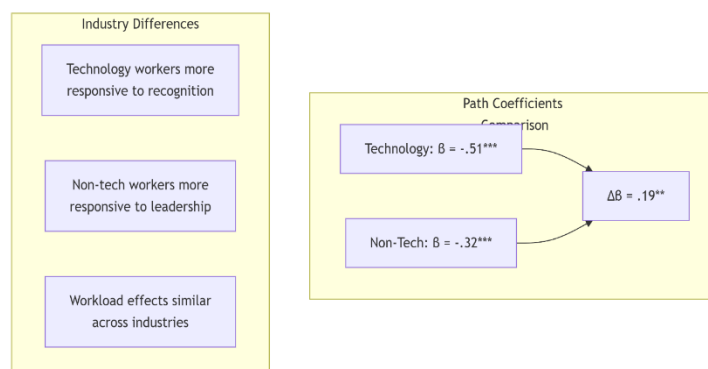 Industry Differences
Technology workers more
responsive to recognition
Non-tech workers more
responsive to leadership
Workload effects similar
across industries
Path Coefficients
Comparison
Technology: β = -.51***
Non-Tech: β = -.32***
Δβ = .19**